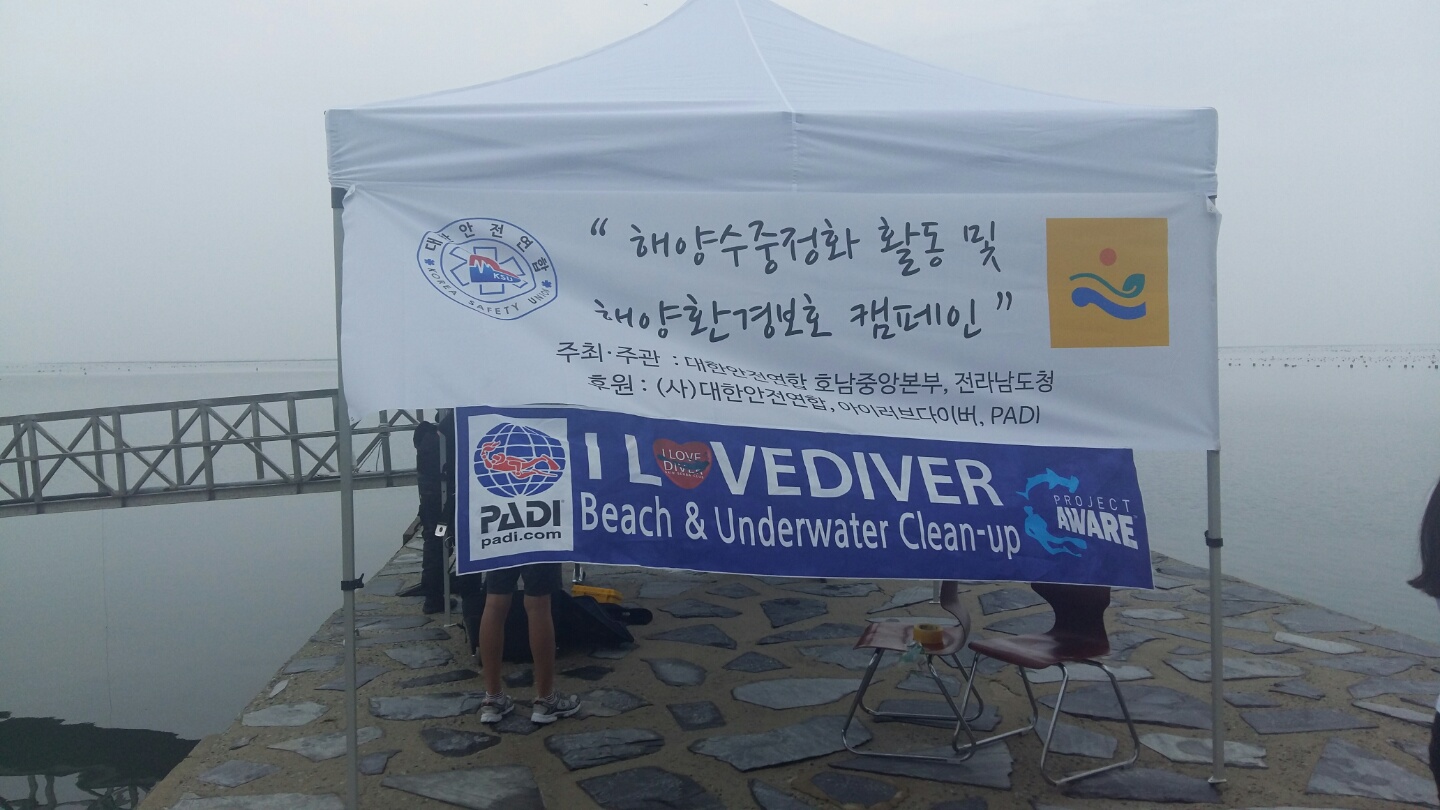 대한안전연합
KSU
KOREA SAFETY UNION
“ 해양수중정화 활동 및
해양환경보호 캠페인 ”
주최·주관 : 대한안전연합 호남중앙본부, 전라남도청
후원 : (사)대한안전연합, 아이러브다이버, PADI
I LOVEDIVER
I LOVE
DIVER
Beach & Underwater Clean-up
PADI
padi.com
PROJECT
AWARE